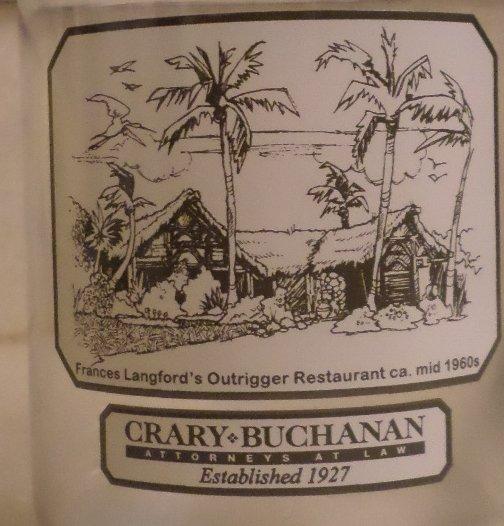 Frances Langford's Outrigger Restaurant ca. mid 1960s
CRARY❖BUCHANAN
ATTORNEYS AT LAW
Established 1927